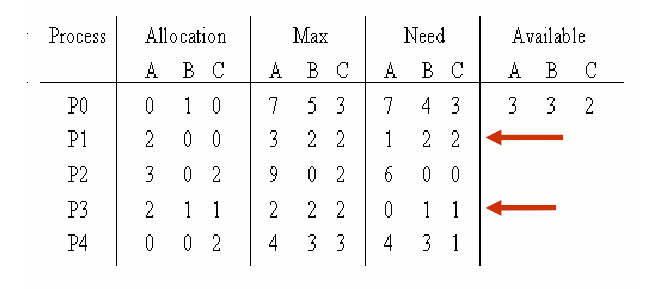 Process Allocation Max Need Available
A B C A B C A B C A B C
P0 0 1 0 7 5 3 7 4 3 3 3 2
P1 2 0 0 3 2 2 1 2 2
P2 3 0 2 9 0 2 6 0 0
P3 2 1 1 2 2 2 0 1 1
P4 0 0 2 4 3 3 4 3 1